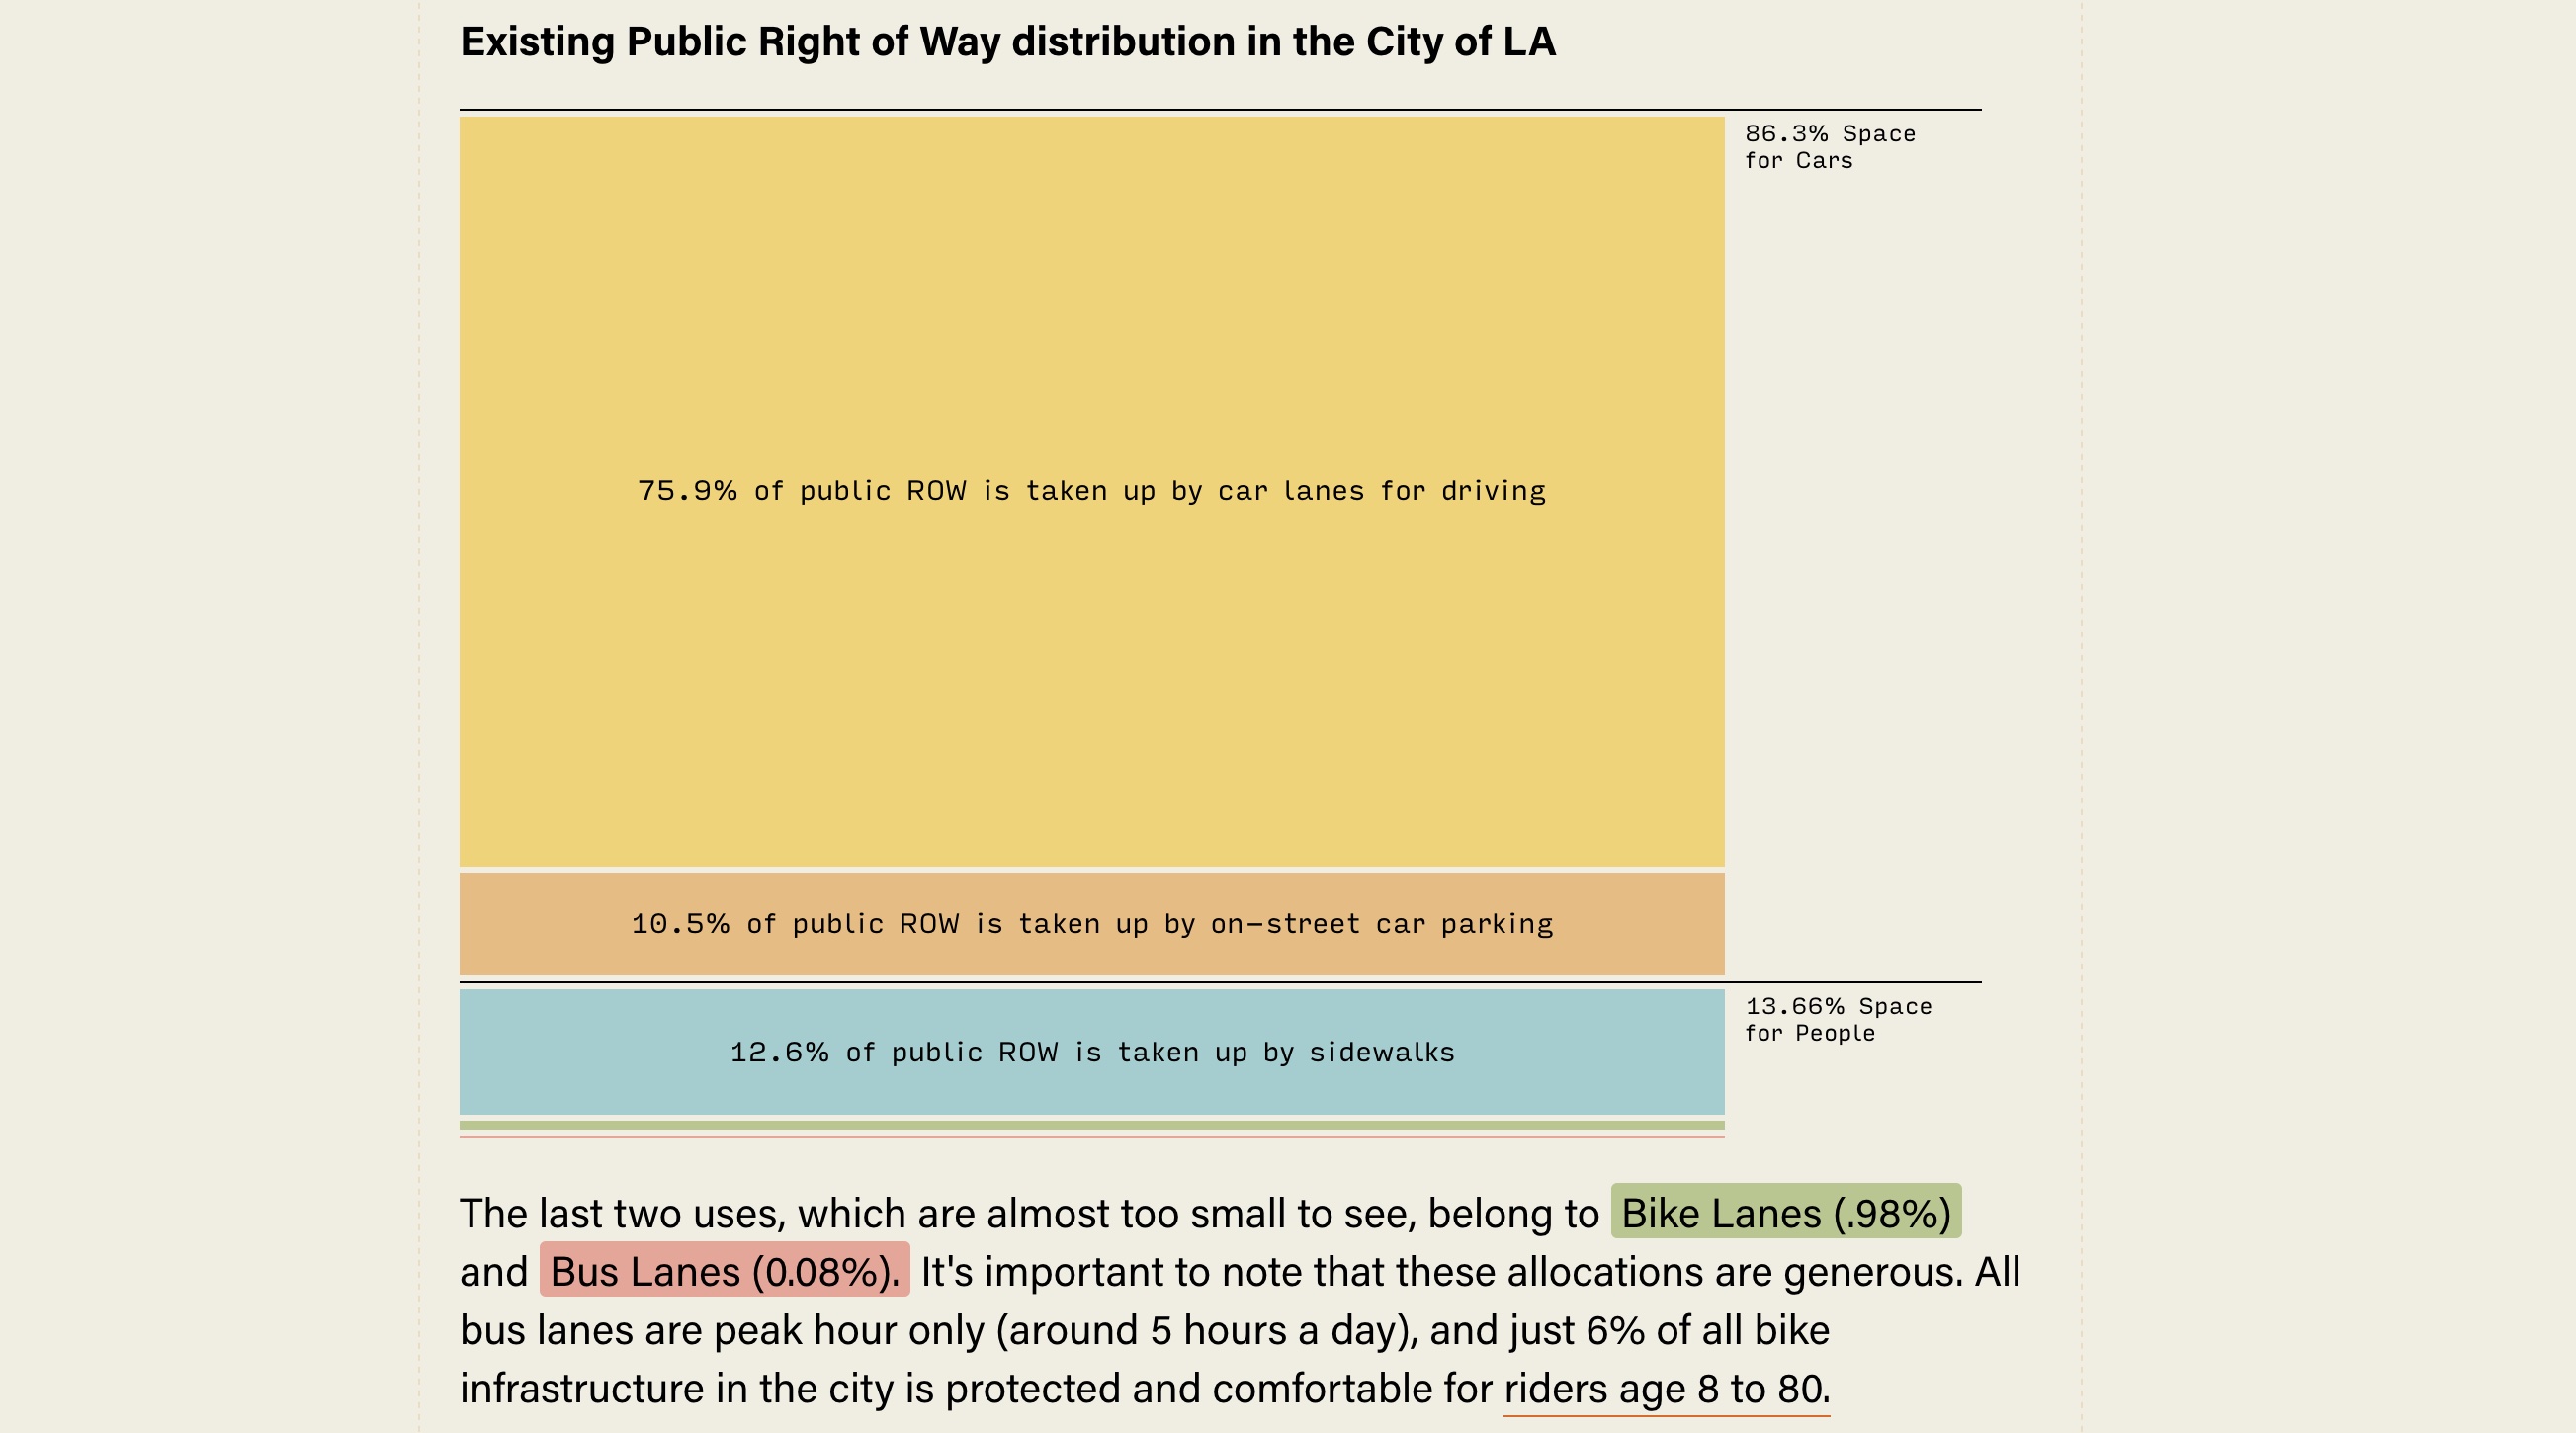 Existing Public Right of Way distribution in the City of LA
86.3% Space
for Cars
75.9% of public ROW is taken up by car lanes for driving
10.5% of public ROW is taken up by on-street car parking
13.66% Space
for People
12.6% of public ROW is taken up by sidewalks
The last two uses, which are almost too small to see, belong to Bike Lanes (.98%)
and Bus Lanes (0.08%). It's important to note that these allocations are generous. All
bus lanes are peak hour only (around 5 hours a day), and just 6% of all bike
infrastructure in the city is protected and comfortable for riders age 8 to 80.